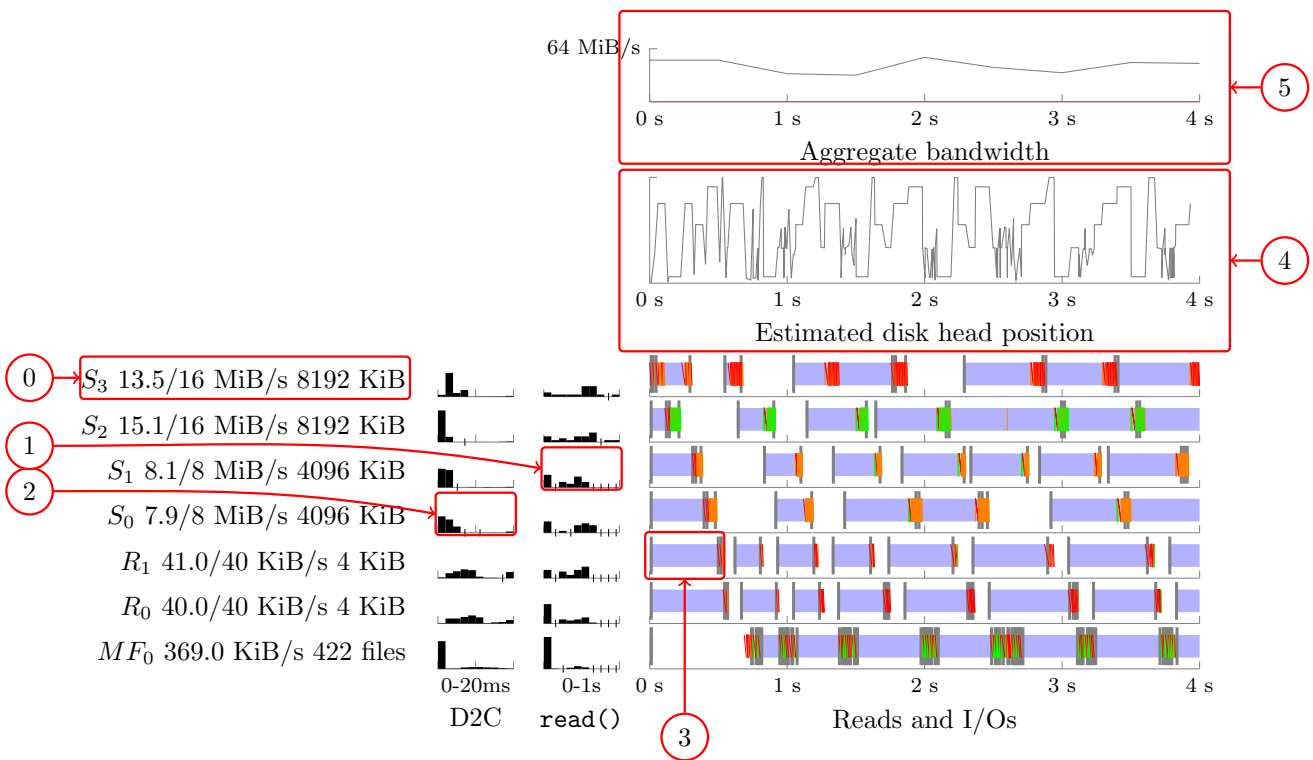 64 MiB/s
0 s 1 s 2 s 3 s 4 s
Aggregate bandwidth
5
0 s 1 s 2 s 3 s 4 s
Estimated disk head position
4
0
S3 13.5/16 MiB/s 8192 KiB
S2 15.1/16 MiB/s 8192 KiB
1
S1 8.1/8 MiB/s 4096 KiB
2
S0 7.9/8 MiB/s 4096 KiB
R1 41.0/40 KiB/s 4 KiB
R0 40.0/40 KiB/s 4 KiB
MF0 369.0 KiB/s 422 files
0-20ms 0-1s 0 s 1 s 2 s 3 s 4 s
D2C read() Reads and I/Os
3